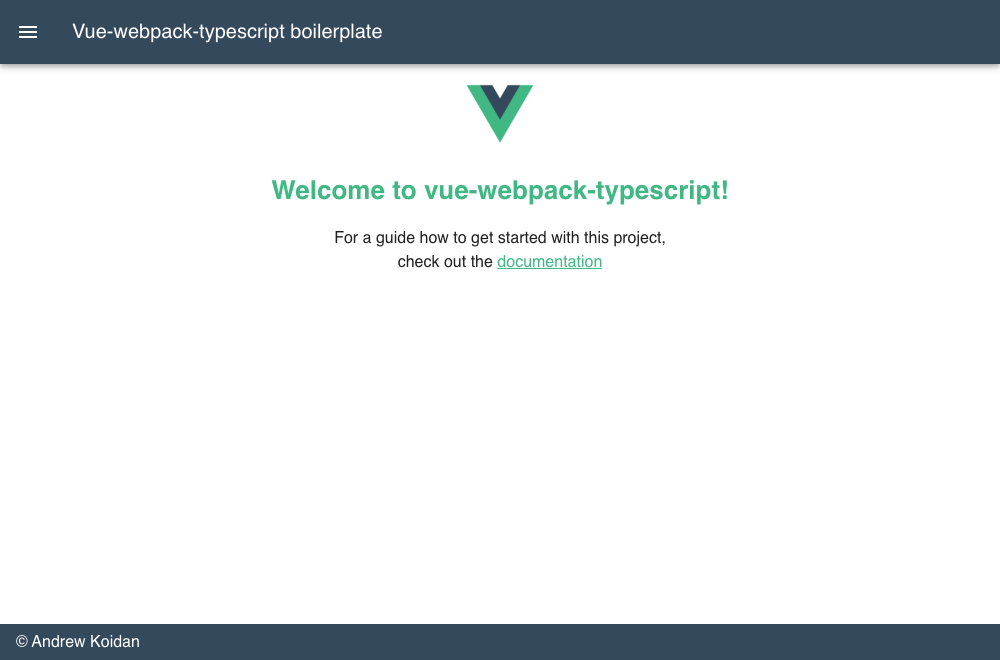 Vue-webpack-typescript boilerplate
Welcome to vue-webpack-typescript!
For a guide how to get started with this project,
check out the documentation
© Andrew Koidan